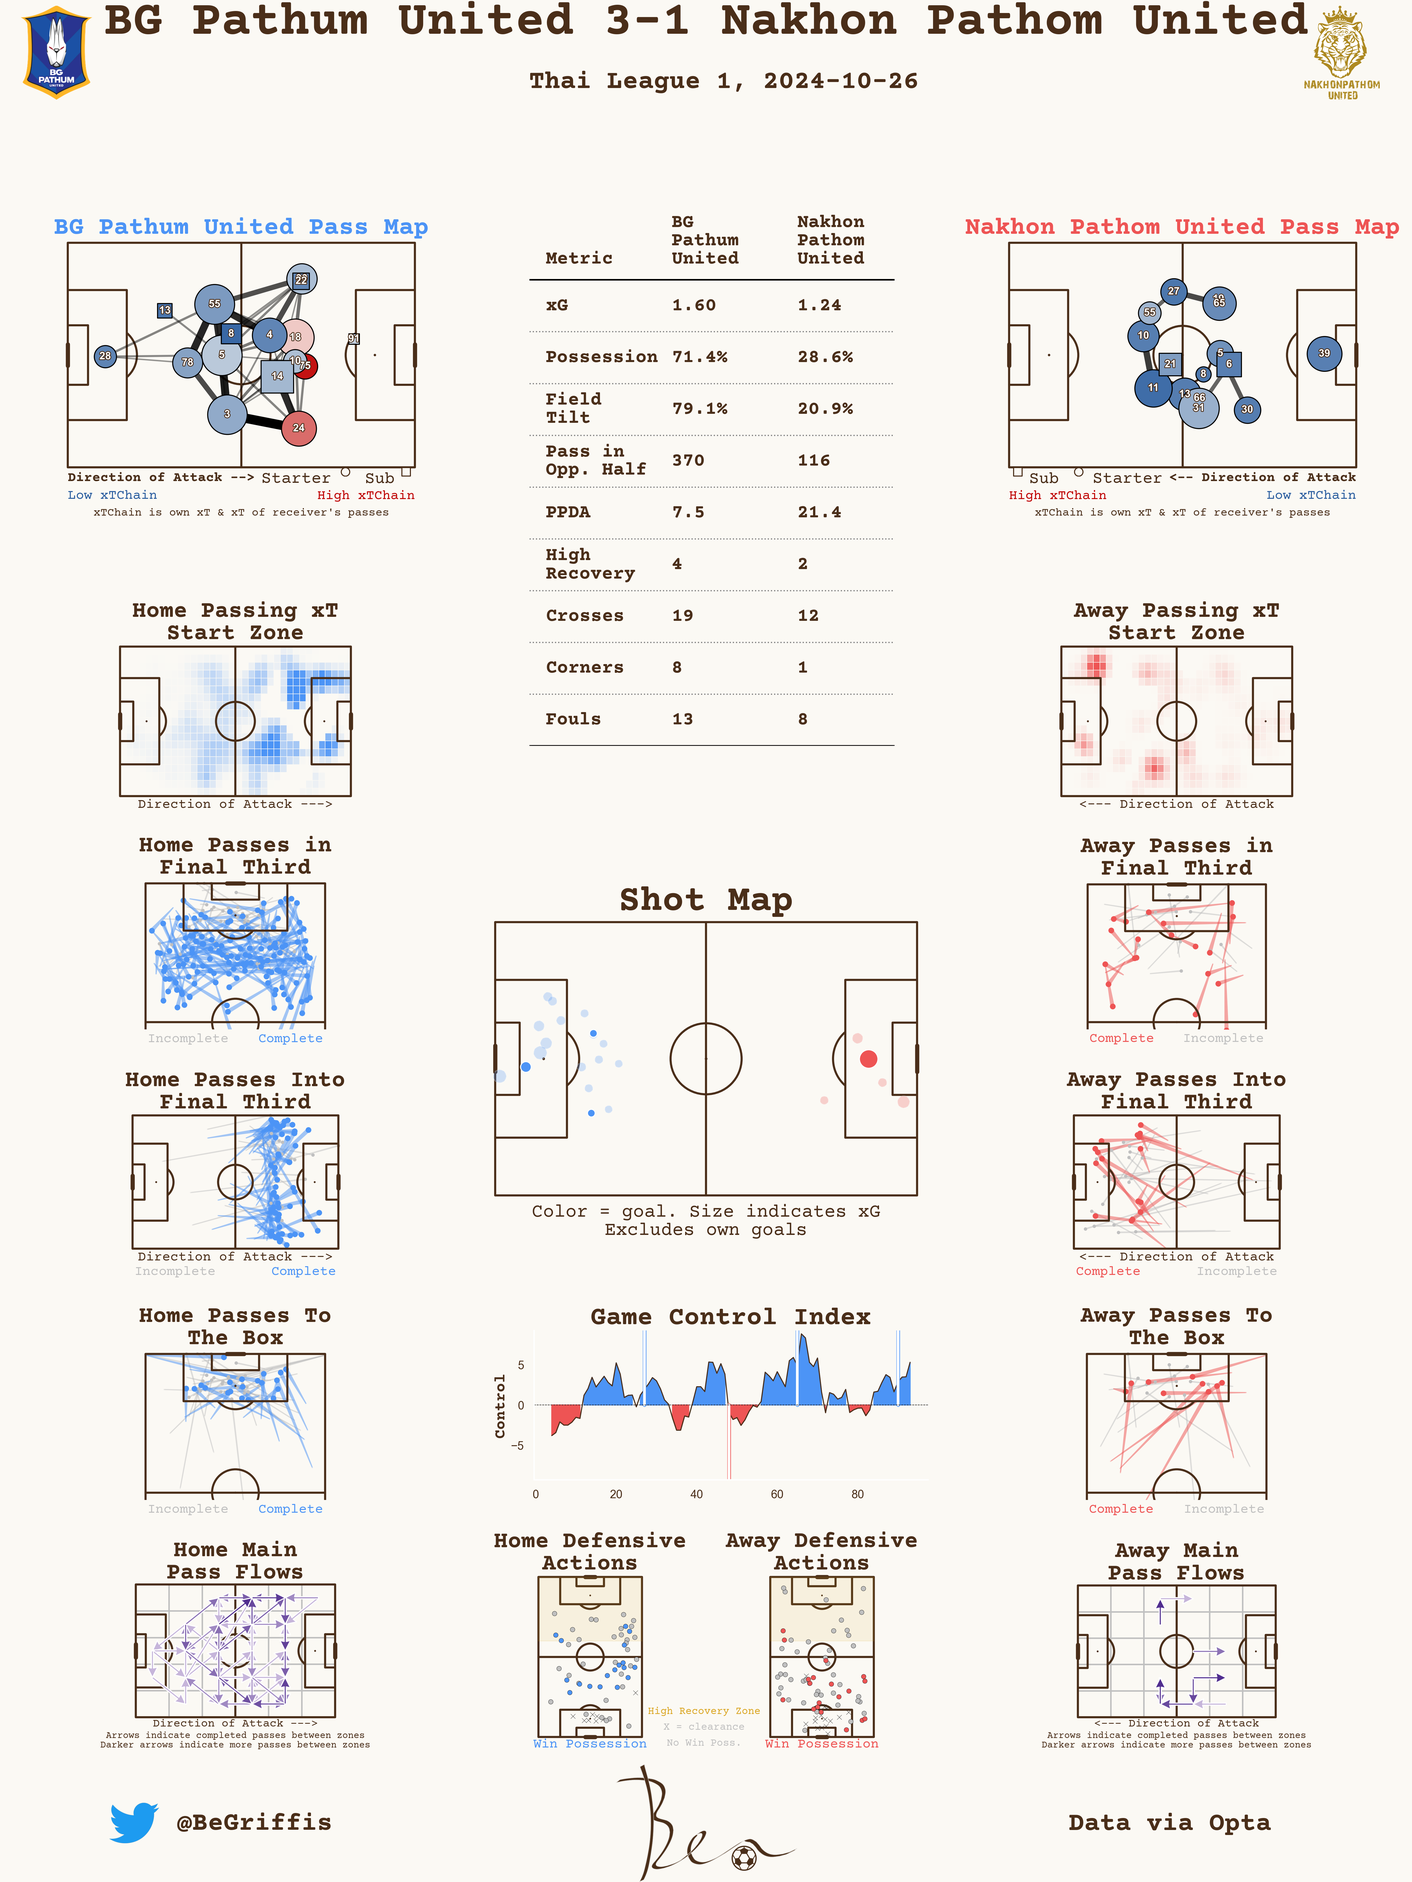 BG Pathum United 3-1 Nakhon Pathom United
Thai League 1, 2024-10-26
BG
PATHUM
UNITED
NAKHONPATHOM
UNITED
BG Pathum United Pass Map
55
22
13
8
4
18
91
28
78
5
10
75
14
3
24
Direction of Attack --> Starter Sub
Low xTChain High xTChain
xTChain is own xT & xT of receiver's passes
Metric BG Pathum United Nakhon Pathom United
xG 1.60 1.24
Possession 71.4% 28.6%
Field Tilt 79.1% 20.9%
Pass in Opp. Half 370 116
PPDA 7.5 21.4
High Recovery 4 2
Crosses 19 12
Corners 8 1
Fouls 13 8
Nakhon Pathom United Pass Map
27
65
55
10
5
39
21
6
8
11
13
66
31
30
Sub Starter <-- Direction of Attack
High xTChain Low xTChain
xTChain is own xT & xT of receiver's passes
Home Passing xT
Start Zone
Direction of Attack --->
Away Passing xT
Start Zone
<--- Direction of Attack
Home Passes in
Final Third
Incomplete Complete
Away Passes in
Final Third
Complete Incomplete
Shot Map
Color = goal. Size indicates xG
Excludes own goals
Home Passes Into
Final Third
Direction of Attack --->
Incomplete Complete
Away Passes Into
Final Third
<--- Direction of Attack
Complete Incomplete
Home Passes To
The Box
Incomplete Complete
Game Control Index
Control
5
0
−5
0 20 40 60 80
Away Passes To
The Box
Complete Incomplete
Home Main
Pass Flows
Direction of Attack --->
Arrows indicate completed passes between zones
Darker arrows indicate more passes between zones
Home Defensive
Actions
Win Possession
High Recovery Zone
X = clearance
No Win Poss.
Away Defensive
Actions
Win Possession
Away Main
Pass Flows
<--- Direction of Attack
Arrows indicate completed passes between zones
Darker arrows indicate more passes between zones
@BeGriffis
Ben
Data via Opta